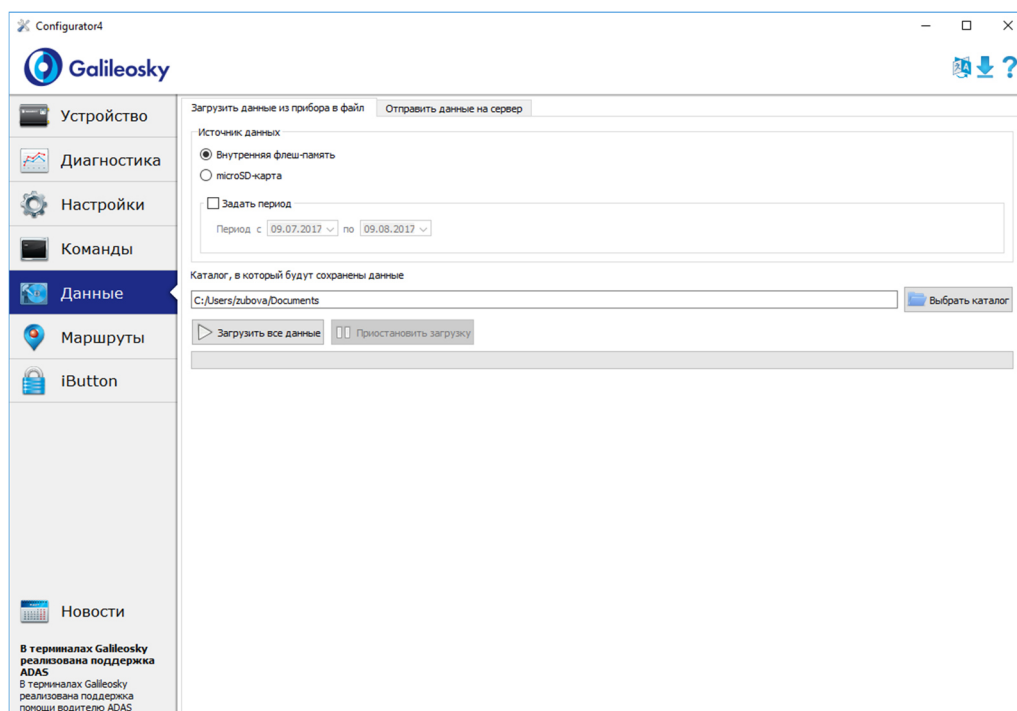 Configurator4
Galileosky
Устройство
Диагностика
Настройки
Команды
Данные
Маршруты
iButton
Загрузить данные из прибора в файл
Отправить данные на сервер
Источник данных
Внутренняя флеш-память
microSD-карта
Задать период
Период с 09.07.2017 по 09.08.2017
Каталог, в который будут сохранены данные
C:/Users/zubova/Documents
Выбрать каталог
Загрузить все данные
Приостановить загрузку
Новости
В терминалах Galileosky
реализована поддержка
ADAS
В терминалах Galileosky
реализована поддержка
помощи водителю ADAS